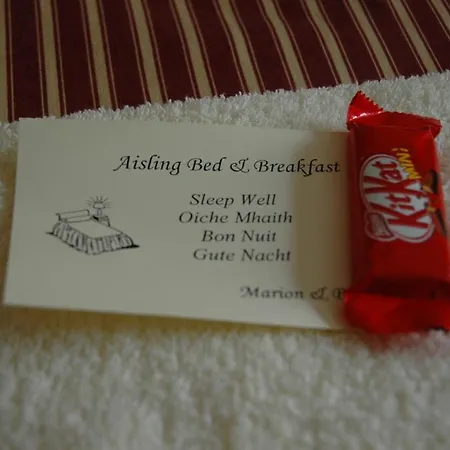 Aisling Bed & Breakfast
Sleep Well
Oiche Mhaith
Bon Nuit
Gute Nacht
Marion &
KitKat
MINI